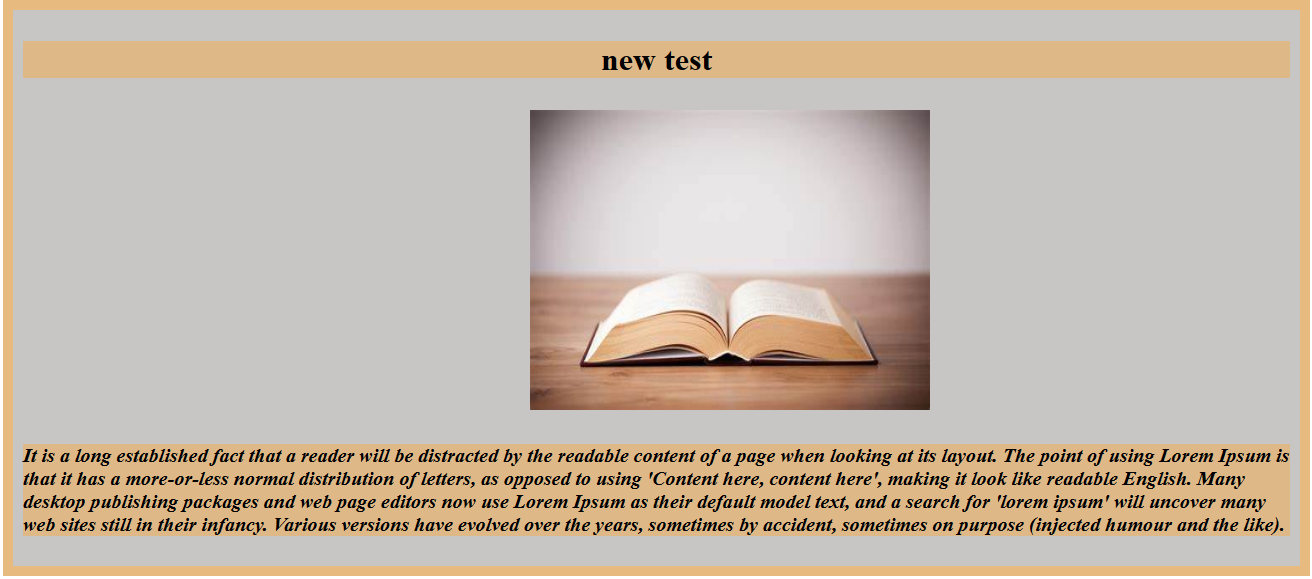 new test
It is a long established fact that a reader will be distracted by the readable content of a page when looking at its layout. The point of using Lorem Ipsum is
that it has a more-or-less normal distribution of letters, as opposed to using 'Content here, content here', making it look like readable English. Many
desktop publishing packages and web page editors now use Lorem Ipsum as their default model text, and a search for 'lorem ipsum' will uncover many
web sites still in their infancy. Various versions have evolved over the years, sometimes by accident, sometimes on purpose (injected humour and the like).